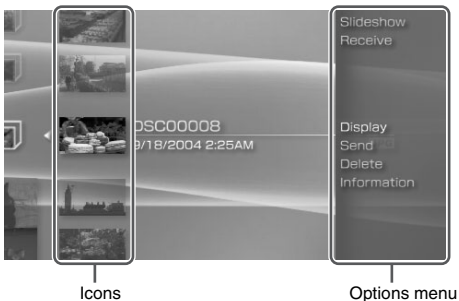 Slideshow
Receive
DSC00008
9/18/2004 2:25AM
Display
Send
Delete
Information
Icons
Options menu